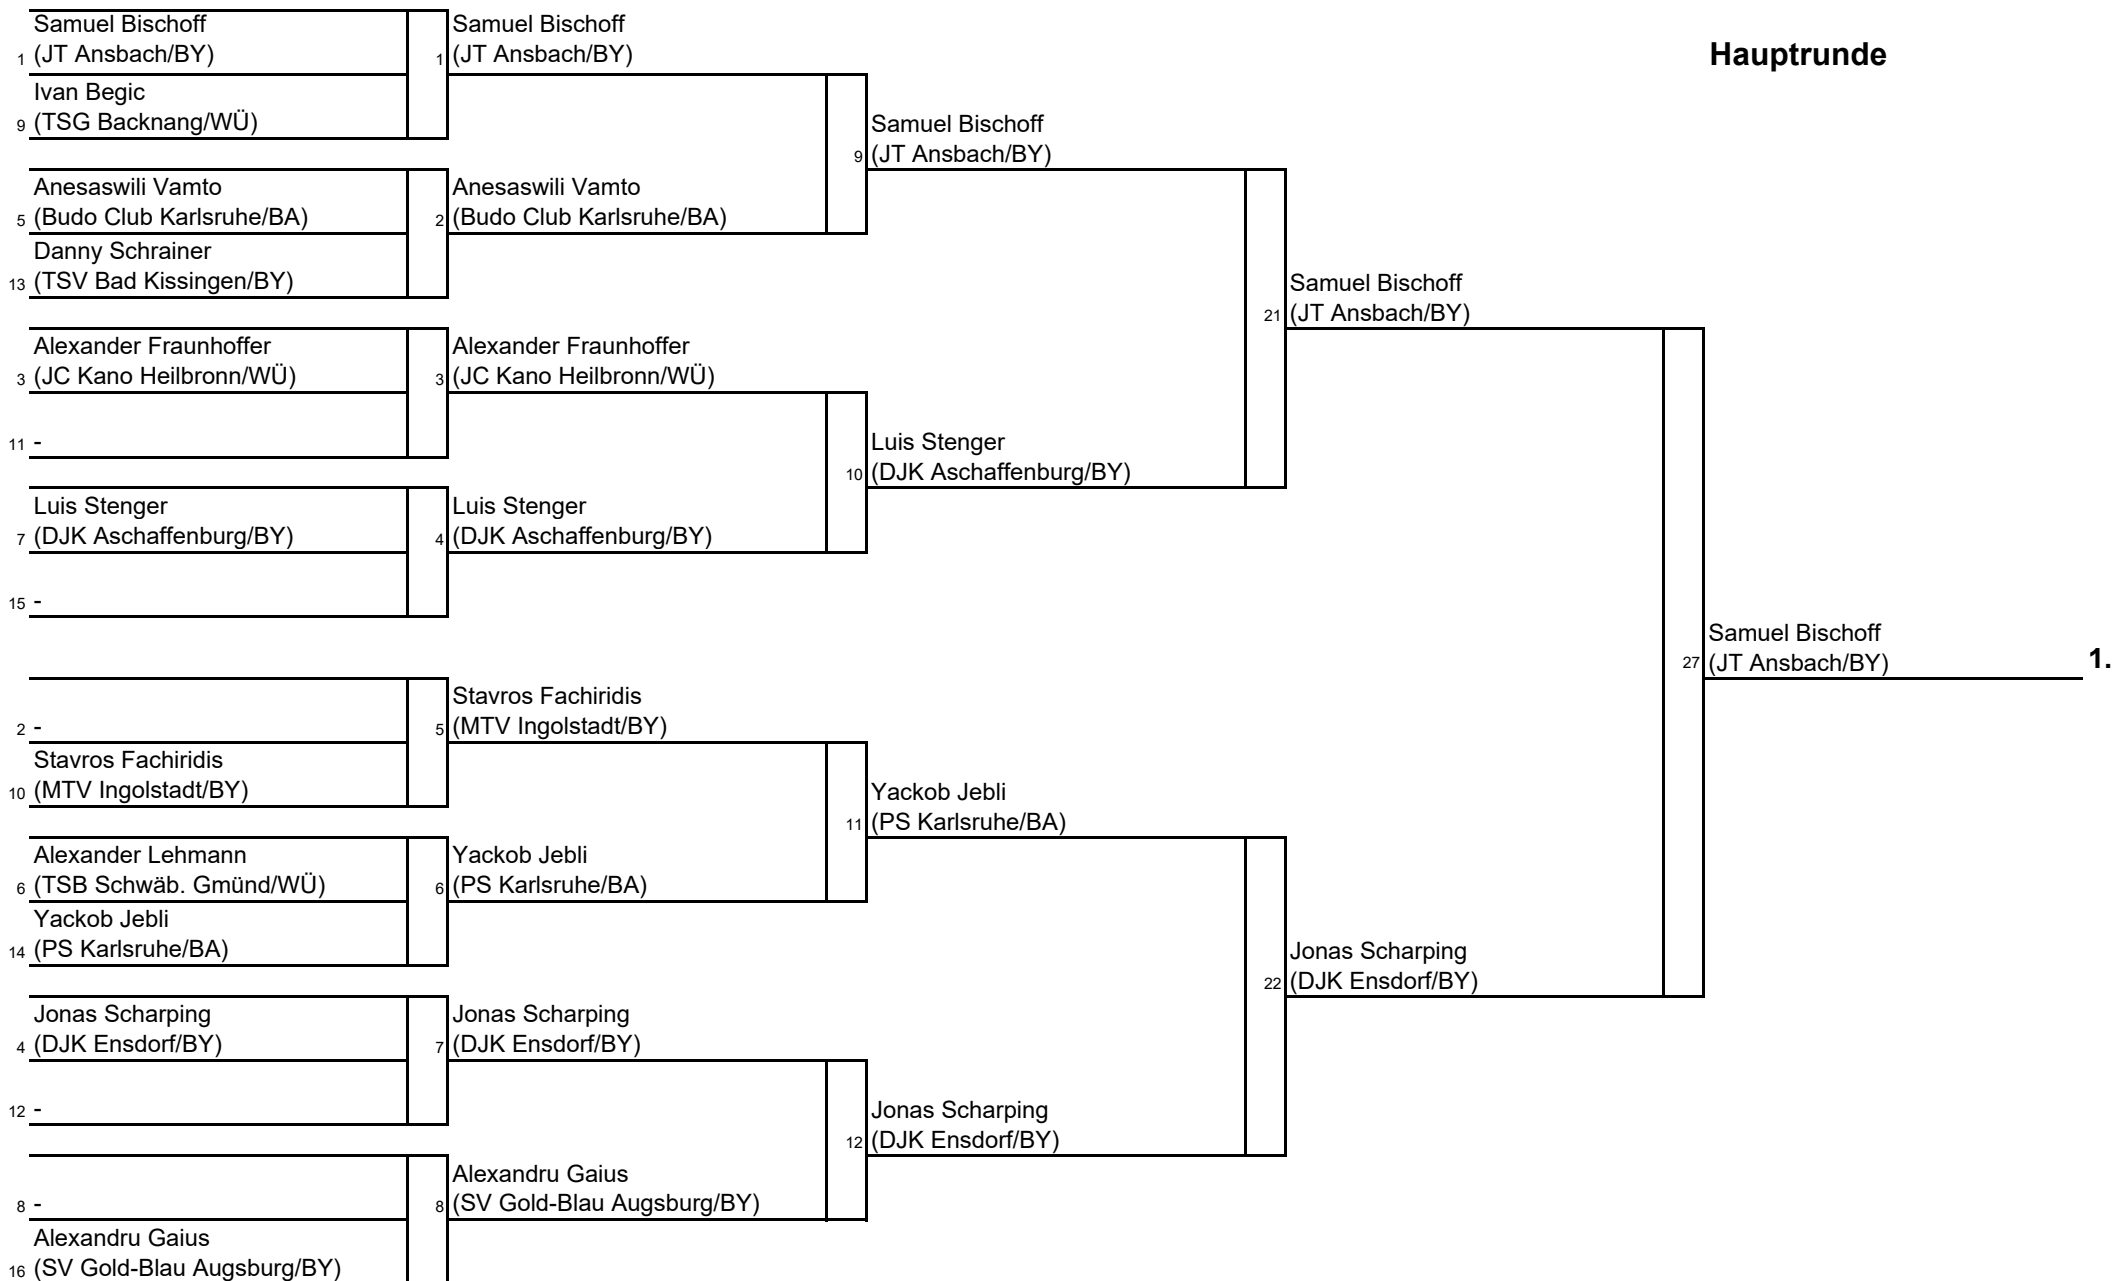 Hauptrunde
Samuel Bischoff
1 (JT Ansbach/BY)
Ivan Begic
9 (TSG Backnang/WÜ)
Anesaswili Vamto
5 (Budo Club Karlsruhe/BA)
Danny Schrainer
13 (TSV Bad Kissingen/BY)
Alexander Fraunhoffer
3 (JC Kano Heilbronn/WÜ)
11 -
Luis Stenger
7 (DJK Aschaffenburg/BY)
15 -
2 -
Stavros Fachiridis
10 (MTV Ingolstadt/BY)
Alexander Lehmann
6 (TSB Schwäb. Gmünd/WÜ)
Yackob Jebli
14 (PS Karlsruhe/BA)
Jonas Scharping
4 (DJK Ensdorf/BY)
12 -
8 -
Alexandru Gaius
16 (SV Gold-Blau Augsburg/BY)
Samuel Bischoff
1 (JT Ansbach/BY)
Anesaswili Vamto
2 (Budo Club Karlsruhe/BA)
Alexander Fraunhoffer
3 (JC Kano Heilbronn/WÜ)
Luis Stenger
4 (DJK Aschaffenburg/BY)
Stavros Fachiridis
5 (MTV Ingolstadt/BY)
Yackob Jebli
6 (PS Karlsruhe/BA)
Jonas Scharping
7 (DJK Ensdorf/BY)
Alexandru Gaius
8 (SV Gold-Blau Augsburg/BY)
Samuel Bischoff
9 (JT Ansbach/BY)
Luis Stenger
10 (DJK Aschaffenburg/BY)
Yackob Jebli
11 (PS Karlsruhe/BA)
Jonas Scharping
12 (DJK Ensdorf/BY)
Samuel Bischoff
21 (JT Ansbach/BY)
Jonas Scharping
22 (DJK Ensdorf/BY)
Samuel Bischoff
27 (JT Ansbach/BY) 1.